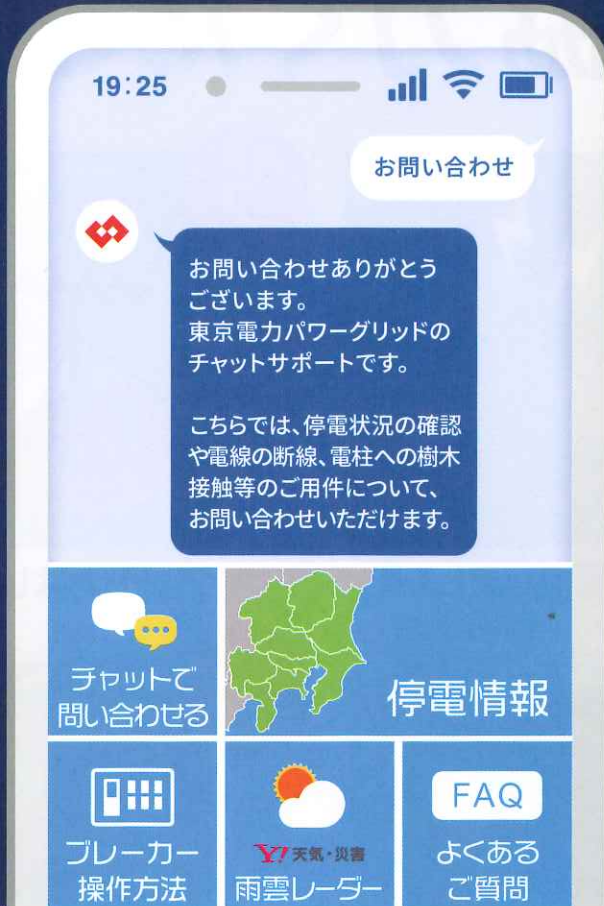 19:25
お問い合わせ
お問い合わせありがとう
ございます。
東京電力パワーグリッドの
チャットサポートです。
こちらでは、停電状況の確認
や電線の断線、電柱への樹木
接触等のご用件について、
お問い合わせいただけます。
チャットで
問い合わせる
停電情報
ブレーカー
操作方法
Y! 天気・災害
雨雲レーダー
FAQ
よくある
ご質問